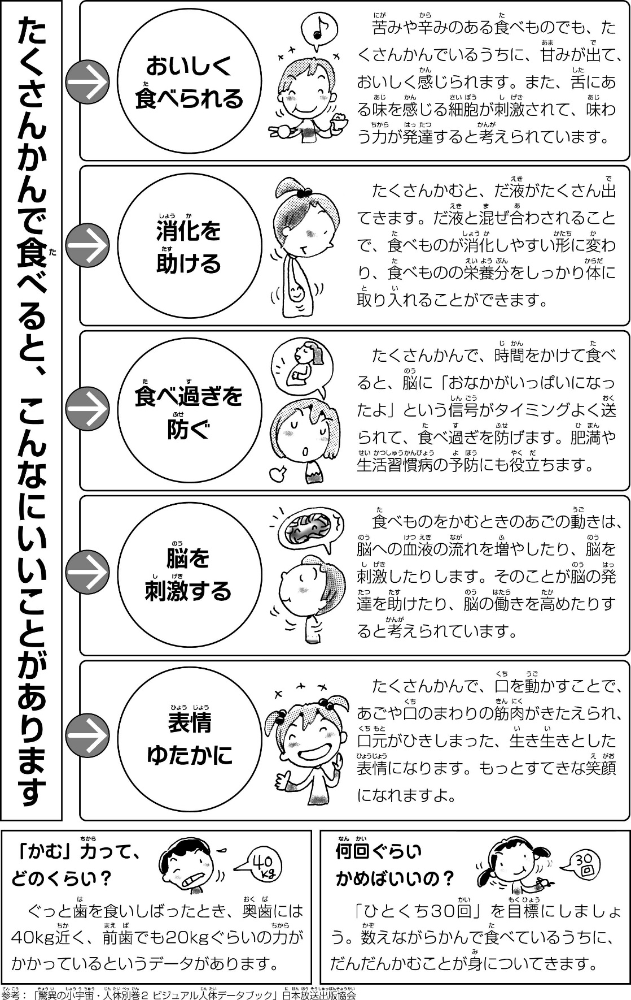 たくさんかんで食べると、こんなにいいことがあります
おいしく
食べられる
苦みや辛みのある食べものでも、た
くさんかんでいるうちに、甘みが出て、
おいしく感じられます。また、舌にあ
る味を感じる細胞が刺激されて、味わ
う力が発達すると考えられています。
消化を
助ける
たくさんかむと、だ液がたくさん出
てきます。だ液と混ぜ合わされること
で、食べものが消化しやすい形に変わ
り、食べものの栄養分をしっかり体に
取り入れることができます。
食べ過ぎを
防ぐ
たくさんかんで、時間をかけて食べ
ると、脳に「おなかがいっぱいになっ
たよ」という信号がタイミングよく送
られて、食べ過ぎを防げます。肥満や
生活習慣病の予防にも役立ちます。
脳を
刺激する
食べものをかむときのあごの動きは、
脳への血液の流れを増やしたり、脳を
刺激したりします。そのことが脳の発
達を助けたり、脳の働きを高めたりす
ると考えられています。
表情
ゆたかに
たくさんかんで、口を動かすことで、
あごや口のまわりの筋肉がきたえられ、
口元がひきしまった、生き生きとした
表情になります。もっとすてきな笑顔
になれますよ。
「かむ」力って、
どのくらい？
40
kg
ぐっと歯を食いしばったとき、奥歯には
40kg近く、前歯でも20kgぐらいの力が
かかっているというデータがあります。
何回ぐらい
かめばいいの？
30
回
「ひとくち30回」を目標にしましょ
う。数えながらかんで食べているうちに、
だんだんかむことが身についてきます。
参考：「驚異の小宇宙・人体別巻２ ビジュアル人体データブック」日本放送出版協会